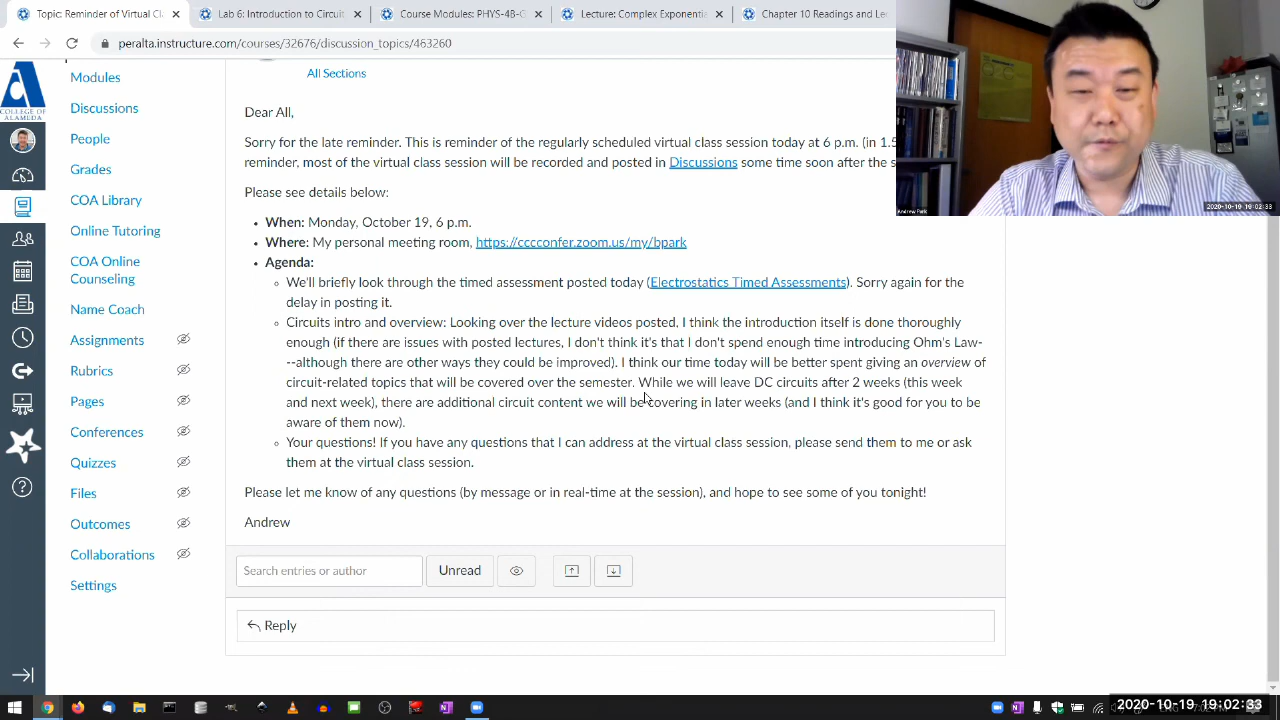 Topic of Virtual Cla
Lab 6: Introduction to Circuits
Course Modules: PHYS-4B-G
Lecture: Complex Exponenti
Chapter 10 Readings and Lec
peralta.instructure.com/courses/32676/discussion_topics/463260
COLLEGE OF
ALAMEDA
Modules
Discussions
People
Grades
COA Library
Online Tutoring
COA Online
Counseling
Name Coach
Assignments
Rubrics
Pages
Conferences
Quizzes
Files
Outcomes
Collaborations
Settings
All Sections
Dear All,
Sorry for the late reminder. This is reminder of the regularly scheduled virtual class session today at 6 p.m. (in 1.5
reminder, most of the virtual class session will be recorded and posted in Discussions some time soon after the s
Please see details below:
• When: Monday, October 19, 6 p.m.
• Where: My personal meeting room, https://cccconfer.zoom.us/my/bpark
• Agenda:
◦ We'll briefly look through the timed assessment posted today (Electrostatics Timed Assessments). Sorry again for the
delay in posting it.
◦ Circuits intro and overview: Looking over the lecture videos posted, I think the introduction itself is done thoroughly
enough (if there are issues with posted lectures, I don't think it's that I don't spend enough time introducing Ohm's Law-
--although there are other ways they could be improved). I think our time today will be better spent giving an overview of
circuit-related topics that will be covered over the semester. While we will leave DC circuits after 2 weeks (this week
and next week), there are additional circuit content we will be covering in later weeks (and I think it's good for you to be
aware of them now).
◦ Your questions! If you have any questions that I can address at the virtual class session, please send them to me or ask
them at the virtual class session.
Please let me know of any questions (by message or in real-time at the session), and hope to see some of you tonight!
Andrew
Search entries or author
Unread
Reply
Andrew Park
2020-10-19 19:02:33
2020-10-19 19:02:33